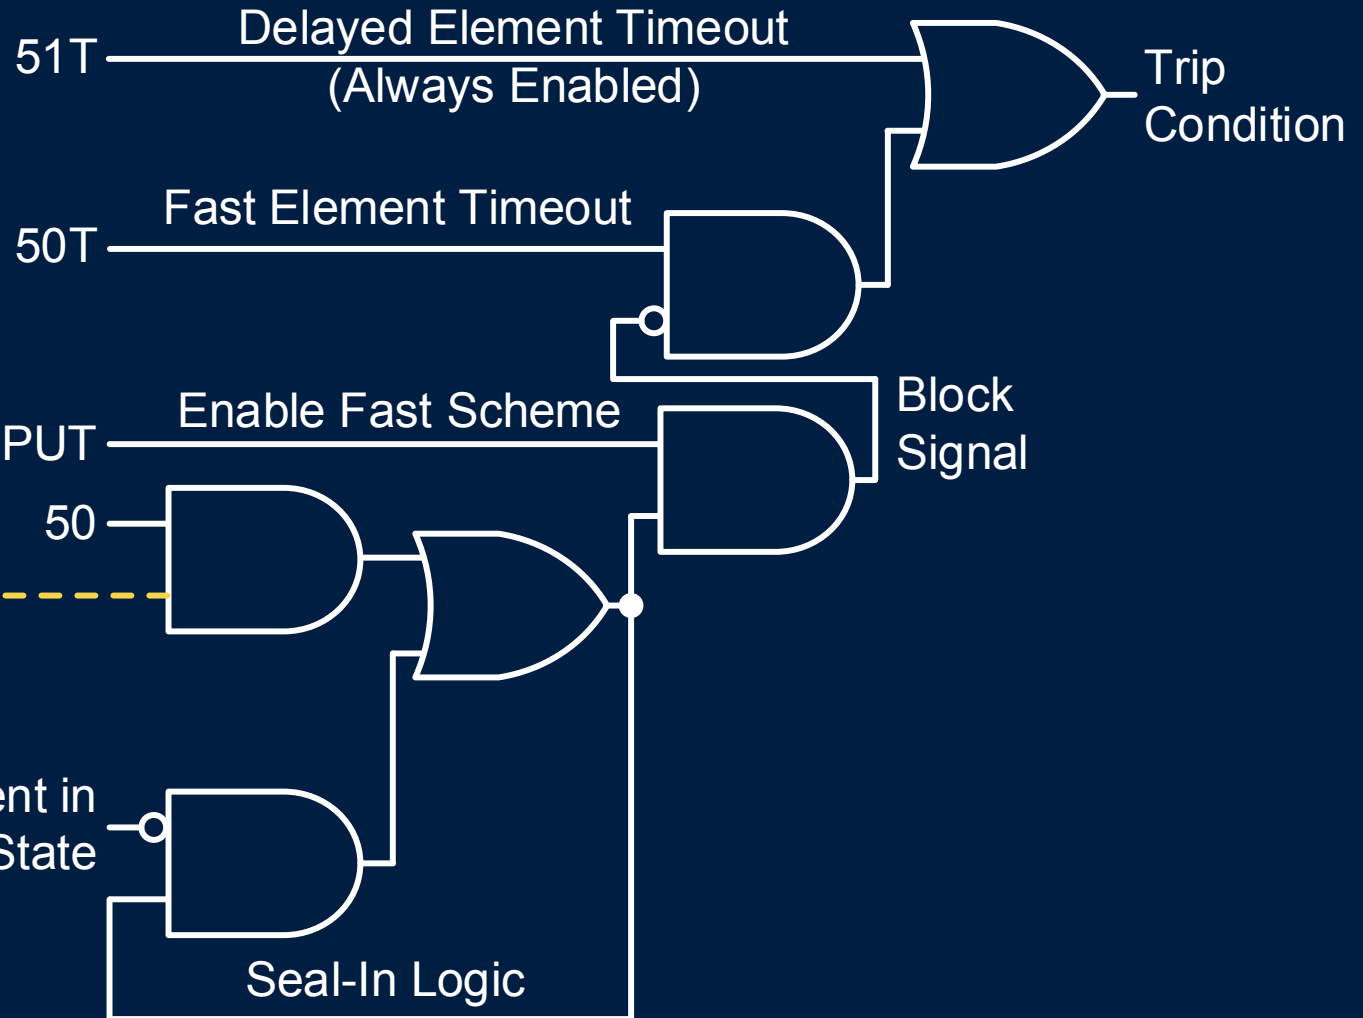 51T
Delayed Element Timeout
(Always Enabled)
Trip
Condition
50T
Fast Element Timeout
PUT
Enable Fast Scheme
Block
Signal
50
ent in
State
Seal-In Logic